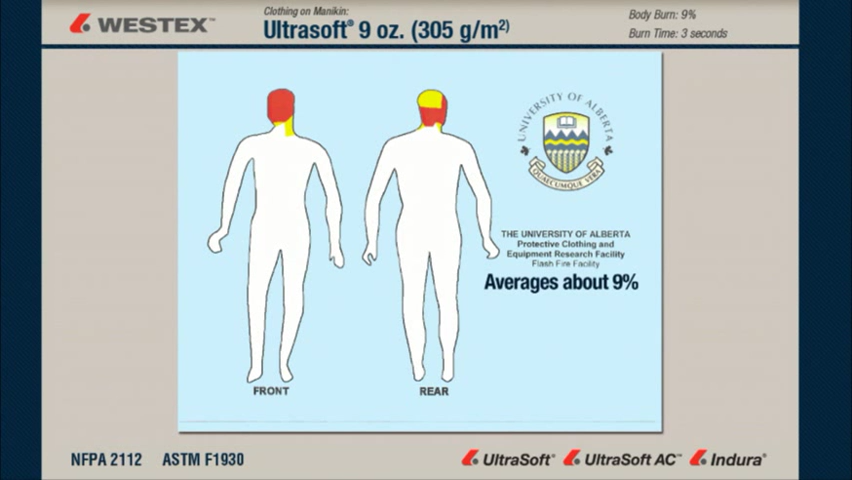 WESTEX™
Clothing on Manikin:
Ultrasoft® 9 oz. (305 g/m²)
Body Burn: 9%
Burn Time: 3 seconds
UNIVERSITY OF ALBERTA
QUAECUMQUE VERA
THE UNIVERSITY OF ALBERTA
Protective Clothing and
Equipment Research Facility
Flash Fire Facility
Averages about 9%
FRONT
REAR
NFPA 2112 ASTM F1930
UltraSoft® UltraSoft AC™ Indura®